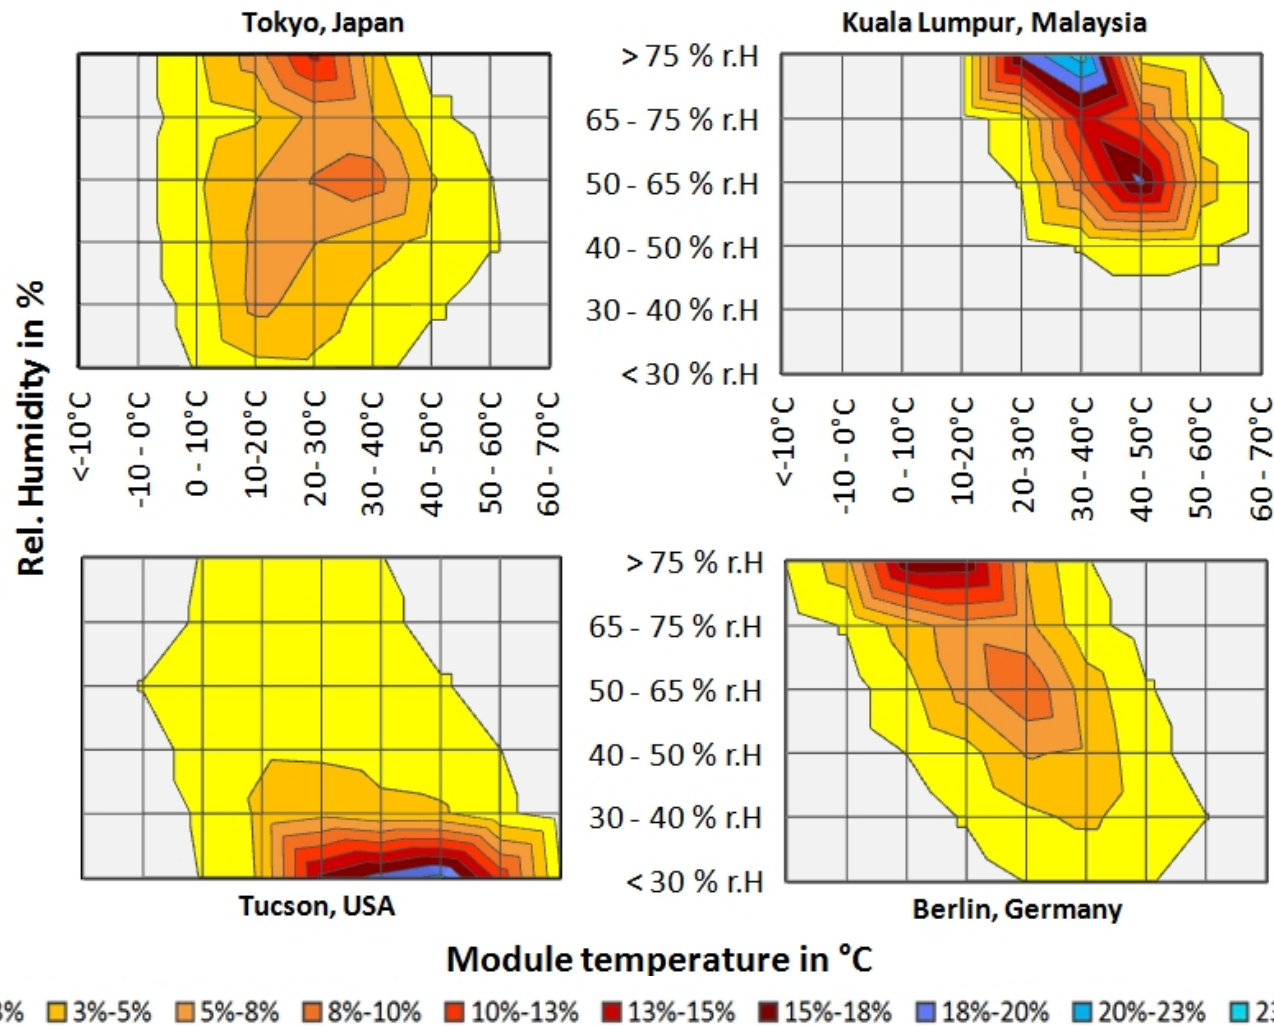 Tokyo, Japan
Kuala Lumpur, Malaysia
> 75 % r.H
65 - 75 % r.H
50 - 65 % r.H
40 - 50 % r.H
30 - 40 % r.H
< 30 % r.H
Rel. Humidity in %
<-10°C
-10 - 0°C
0 - 10°C
10-20°C
20- 30°C
30 - 40°C
40 - 50°C
50 - 60°C
60 - 70°C
<-10°C
-10 - 0°C
0 - 10°C
10-20°C
20- 30°C
30 - 40°C
40 - 50°C
50 - 60°C
60 - 70°C
> 75 % r.H
65 - 75 % r.H
50 - 65 % r.H
40 - 50 % r.H
30 - 40 % r.H
< 30 % r.H
Tucson, USA
Berlin, Germany
Module temperature in °C
3%-5% 5%-8% 8%-10% 10%-13% 13%-15% 15%-18% 18%-20% 20%-23%